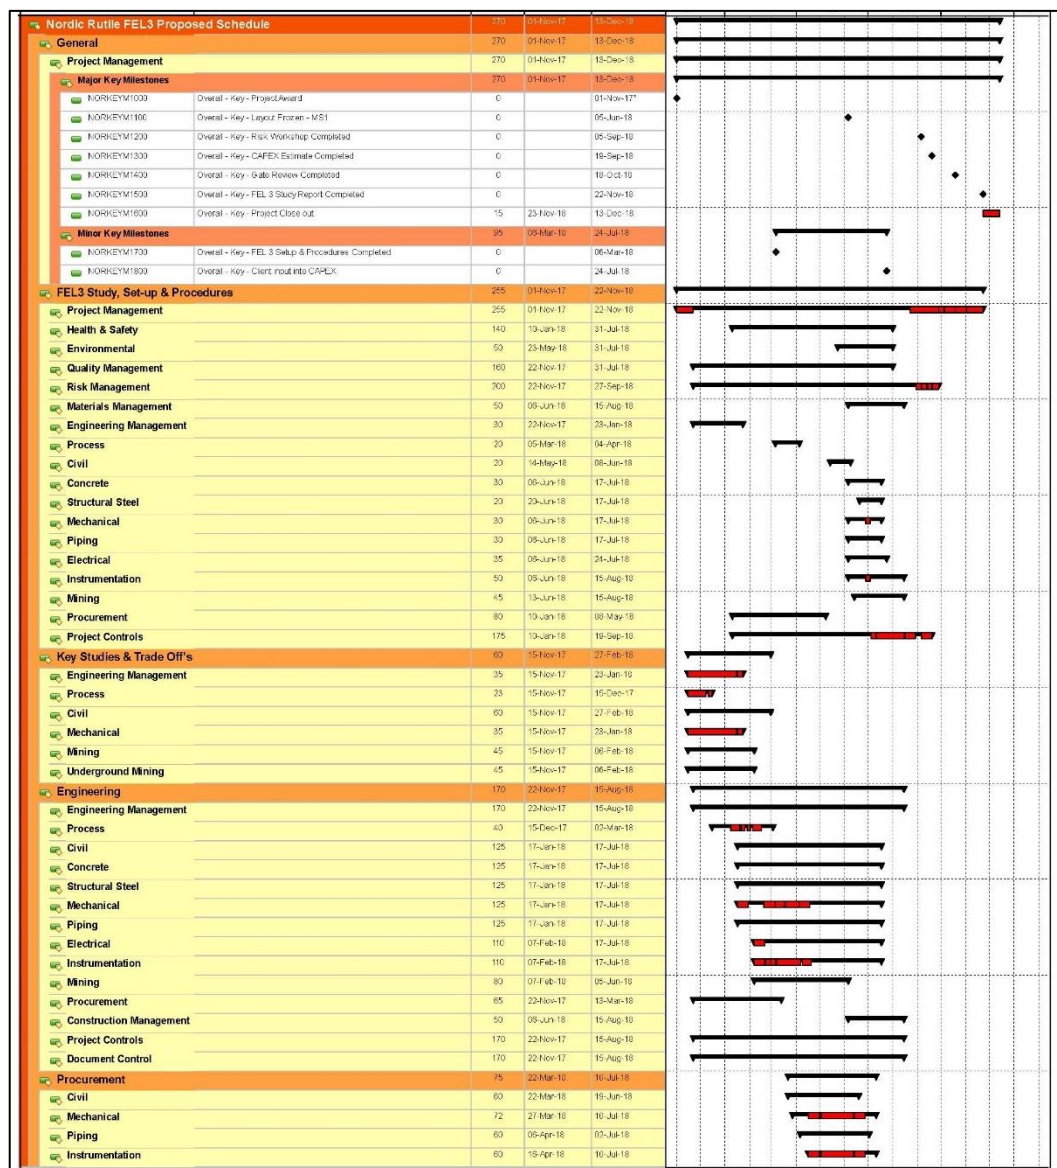 Nordic Rutile FEL3 Proposed Schedule 270 01-Nov-17 13-Dec-18
General 270 01-Nov-17 13-Dec-18
Project Management 270 01-Nov-17 13-Dec-18
Major Key Milestones 270 01-Nov-17 13-Dec-18
NORKEYM1000 Overall - Key - Project Award 0 01-Nov-17*
NORKEYM1100 Overall - Key - Layout Frozen - MS1 0 05-Jun-18
NORKEYM1200 Overall - Key - Risk Workshop Completed 0 05-Sep-18
NORKEYM1300 Overall - Key - CAPEX Estimate Completed 0 19-Sep-18
NORKEYM1400 Overall - Key - Gate Review Completed 0 18-Oct-18
NORKEYM1500 Overall - Key - FEL 3 Study Report Completed 0 22-Nov-18
NORKEYM1600 Overall - Key - Project Close out 15 23-Nov-18 13-Dec-18
Minor Key Milestones 95 06-Mar-18 24-Jul-18
NORKEYM1700 Overall - Key - FEL 3 Setup & Procedures Completed 0 06-Mar-18
NORKEYM1800 Overall - Key - Client input into CAPEX 0 24-Jul-18
FEL3 Study, Set-up & Procedures 255 01-Nov-17 22-Nov-18
Project Management 255 01-Nov-17 22-Nov-18
Health & Safety 140 10-Jan-18 31-Jul-18
Environmental 50 23-May-18 31-Jul-18
Quality Management 160 22-Nov-17 31-Jul-18
Risk Management 200 22-Nov-17 27-Sep-18
Materials Management 50 06-Jun-18 15-Aug-18
Engineering Management 30 22-Nov-17 23-Jan-18
Process 20 05-Mar-18 04-Apr-18
Civil 20 14-May-18 08-Jun-18
Concrete 30 06-Jun-18 17-Jul-18
Structural Steel 20 20-Jun-18 17-Jul-18
Mechanical 30 06-Jun-18 17-Jul-18
Piping 30 06-Jun-18 17-Jul-18
Electrical 35 06-Jun-18 24-Jul-18
Instrumentation 50 06-Jun-18 15-Aug-18
Mining 45 13-Jun-18 15-Aug-18
Procurement 80 10-Jan-18 08-May-18
Project Controls 175 10-Jan-18 19-Sep-18
Key Studies & Trade Off's 60 15-Nov-17 27-Feb-18
Engineering Management 35 15-Nov-17 23-Jan-18
Process 23 15-Nov-17 15-Dec-17
Civil 60 15-Nov-17 27-Feb-18
Mechanical 35 15-Nov-17 23-Jan-18
Mining 45 15-Nov-17 06-Feb-18
Underground Mining 45 15-Nov-17 06-Feb-18
Engineering 170 22-Nov-17 15-Aug-18
Engineering Management 170 22-Nov-17 15-Aug-18
Process 40 15-Dec-17 02-Mar-18
Civil 125 17-Jan-18 17-Jul-18
Concrete 125 17-Jan-18 17-Jul-18
Structural Steel 125 17-Jan-18 17-Jul-18
Mechanical 125 17-Jan-18 17-Jul-18
Piping 125 17-Jan-18 17-Jul-18
Electrical 110 07-Feb-18 17-Jul-18
Instrumentation 110 07-Feb-18 17-Jul-18
Mining 80 07-Feb-18 05-Jun-18
Procurement 65 22-Nov-17 13-Mar-18
Construction Management 50 06-Jun-18 15-Aug-18
Project Controls 170 22-Nov-17 15-Aug-18
Document Control 170 22-Nov-17 15-Aug-18
Procurement 75 22-Mar-18 10-Jul-18
Civil 60 22-Mar-18 19-Jun-18
Mechanical 72 27-Mar-18 10-Jul-18
Piping 60 06-Apr-18 02-Jul-18
Instrumentation 60 16-Apr-18 10-Jul-18